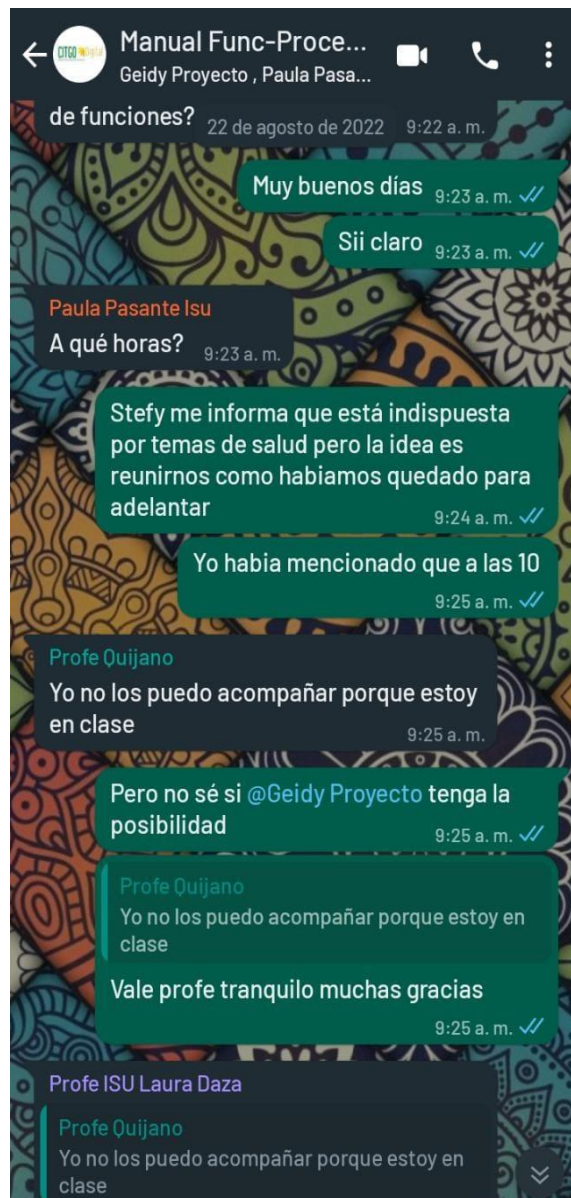 CITGO Digital
Manual Func-Proce...
Geidy Proyecto , Paula Pasa...
de funciones?
22 de agosto de 2022
9:22 a. m.
Muy buenos días
9:23 a. m.
Sii claro
9:23 a. m.
Paula Pasante Isu
A qué horas?
9:23 a. m.
Stefy me informa que está indispuesta
por temas de salud pero la idea es
reunirnos como habiamos quedado para
adelantar
9:24 a. m.
Yo habia mencionado que a las 10
9:25 a. m.
Profe Quijano
Yo no los puedo acompañar porque estoy
en clase
9:25 a. m.
Pero no sé si @Geidy Proyecto tenga la
posibilidad
9:25 a. m.
Profe Quijano
Yo no los puedo acompañar porque estoy en
clase
Vale profe tranquilo muchas gracias
9:25 a. m.
Profe ISU Laura Daza
Profe Quijano
Yo no los puedo acompañar porque estoy en
clase